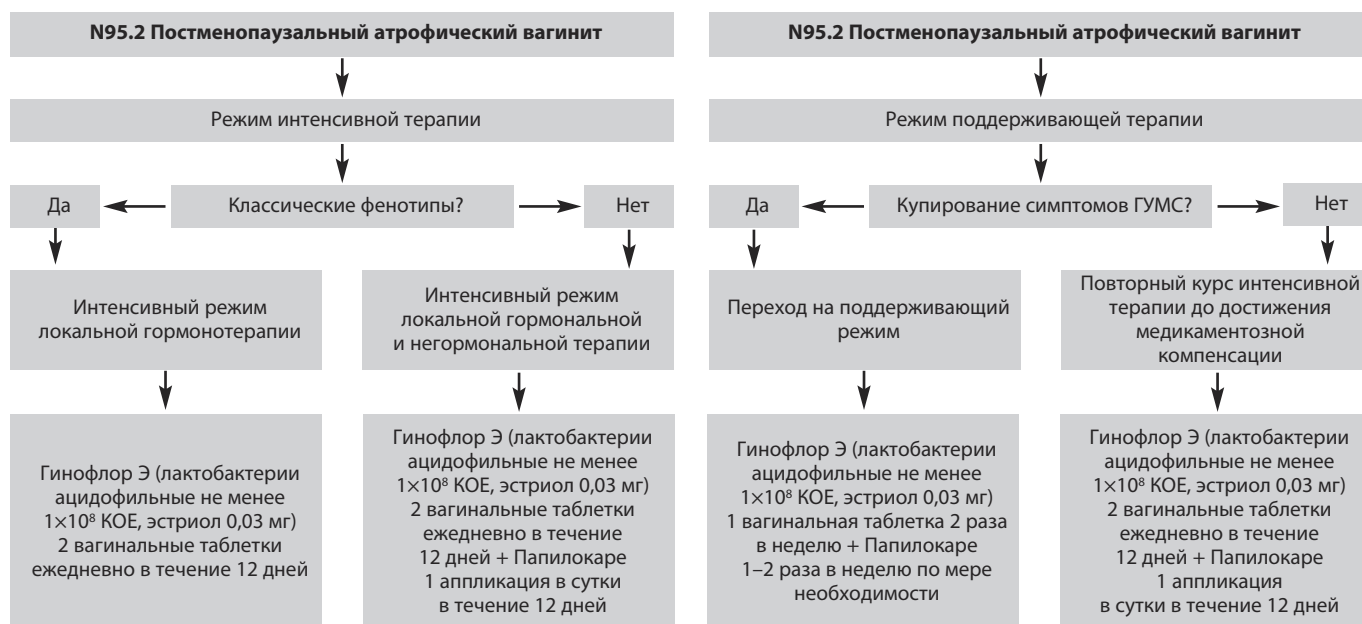 N95.2 Постменопаузальный атрофический вагинит
Режим интенсивной терапии
Классические фенотипы?
Да
Нет
Интенсивный режим
локальной гормонотерапии
Интенсивный режим
локальной гормональной
и негормональной терапии
Гинофлор Э (лактобактерии
ацидофильные не менее
1×10⁸ КОЕ, эстриол 0,03 мг)
2 вагинальные таблетки
ежедневно в течение 12 дней
Гинофлор Э (лактобактерии
ацидофильные не менее
1×10⁸ КОЕ, эстриол 0,03 мг)
2 вагинальные таблетки
ежедневно в течение
12 дней + Папилокаре
1 аппликация в сутки
в течение 12 дней
N95.2 Постменопаузальный атрофический вагинит
Режим поддерживающей терапии
Купирование симптомов ГУМС?
Да
Нет
Переход на поддерживающий
режим
Повторный курс интенсивной
терапии до достижения
медикаментозной
компенсации
Гинофлор Э (лактобактерии
ацидофильные не менее
1×10⁸ КОЕ, эстриол 0,03 мг)
1 вагинальная таблетка 2 раза
в неделю + Папилокаре
1–2 раза в неделю по мере
необходимости
Гинофлор Э (лактобактерии
ацидофильные не менее
1×10⁸ КОЕ, эстриол 0,03 мг)
2 вагинальные таблетки
ежедневно в течение
12 дней + Папилокаре
1 аппликация
в сутки в течение 12 дней